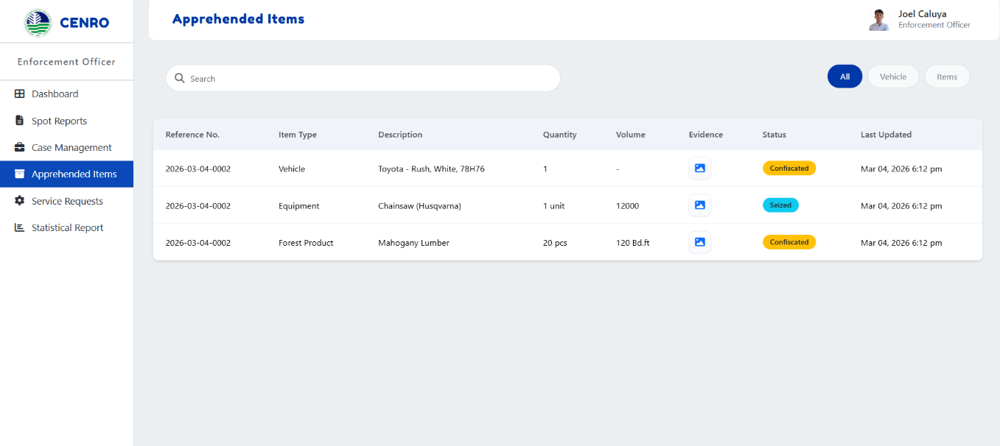 CENRO
Enforcement Officer
Dashboard
Spot Reports
Case Management
Apprehended Items
Service Requests
Statistical Report
Apprehended Items
Joel Caluya
Enforcement Officer
Search
All Vehicle Items
Reference No. Item Type Description Quantity Volume Evidence Status Last Updated
2026-03-04-0002 Vehicle Toyota - Rush, White, 78H76 1 - Confiscated Mar 04, 2026 6:12 pm
2026-03-04-0002 Equipment Chainsaw (Husqvarna) 1 unit 12000 Seized Mar 04, 2026 6:12 pm
2026-03-04-0002 Forest Product Mahogany Lumber 20 pcs 120 Bd.ft Confiscated Mar 04, 2026 6:12 pm